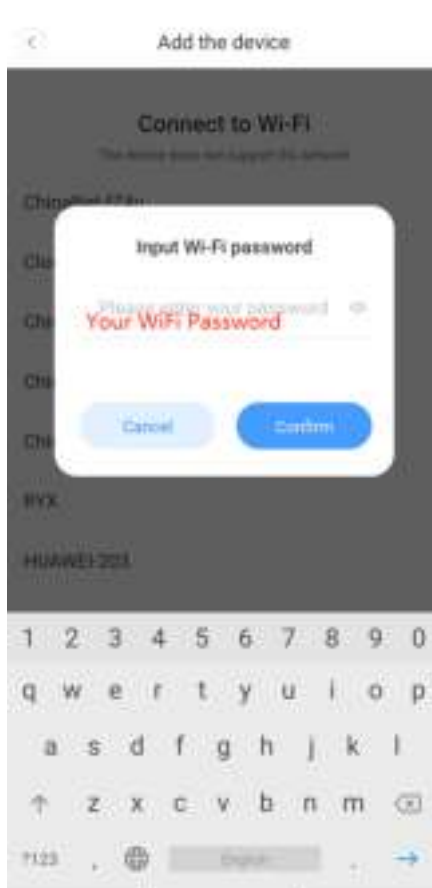 Add the device
Connect to Wi-Fi
Input Wi-Fi password
Please enter your password
Your WiFi Password
Cancel
Confirm
RYX
HUAWEI-203
1 2 3 4 5 6 7 8 9 0
q w e r t y u i o p
a s d f g h j k l
z x c v b n m
?123 , English .